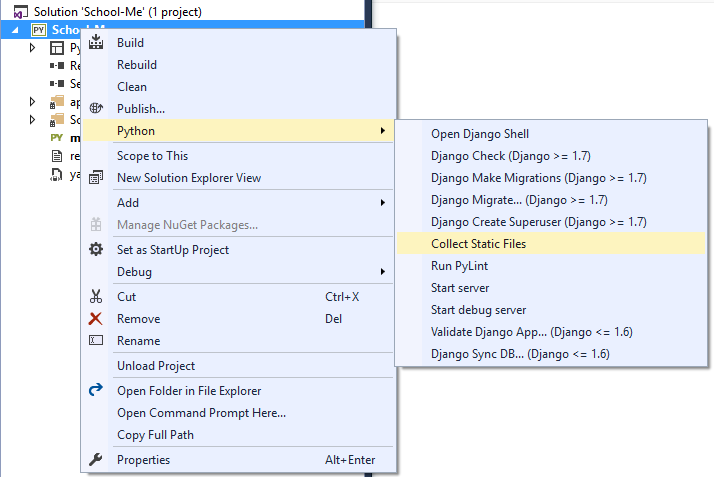 Solution 'School-Me' (1 project)
PY School-M
Py
Re
Se
ap
Sc
PY m
re
ya
Build
Rebuild
Clean
Publish...
Python
Scope to This
New Solution Explorer View
Add
Manage NuGet Packages...
Set as StartUp Project
Debug
Cut Ctrl+X
Remove Del
Rename
Unload Project
Open Folder in File Explorer
Open Command Prompt Here...
Copy Full Path
Properties Alt+Enter
Open Django Shell
Django Check (Django >= 1.7)
Django Make Migrations (Django >= 1.7)
Django Migrate... (Django >= 1.7)
Django Create Superuser (Django >= 1.7)
Collect Static Files
Run PyLint
Start server
Start debug server
Validate Django App... (Django <= 1.6)
Django Sync DB... (Django <= 1.6)